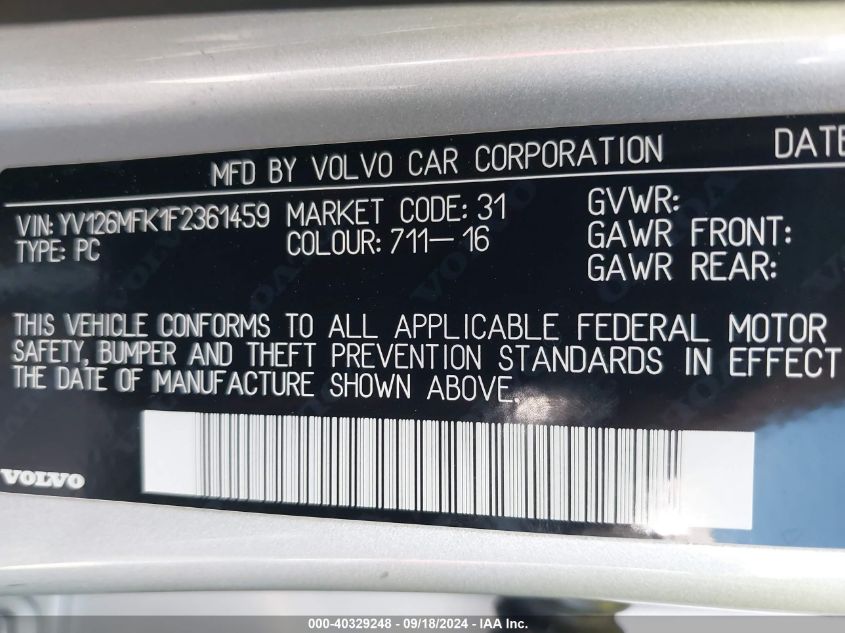 MFD BY VOLVO CAR CORPORATION DATE
VIN: YV126MFK1F2361459 MARKET CODE: 31 GVWR:
TYPE: PC COLOUR: 711-16 GAWR FRONT:
GAWR REAR:
THIS VEHICLE CONFORMS TO ALL APPLICABLE FEDERAL MOTOR
SAFETY, BUMPER AND THEFT PREVENTION STANDARDS IN EFFECT
THE DATE OF MANUFACTURE SHOWN ABOVE.
VOLVO
000-40329248 - 09/18/2024 - IAA Inc.